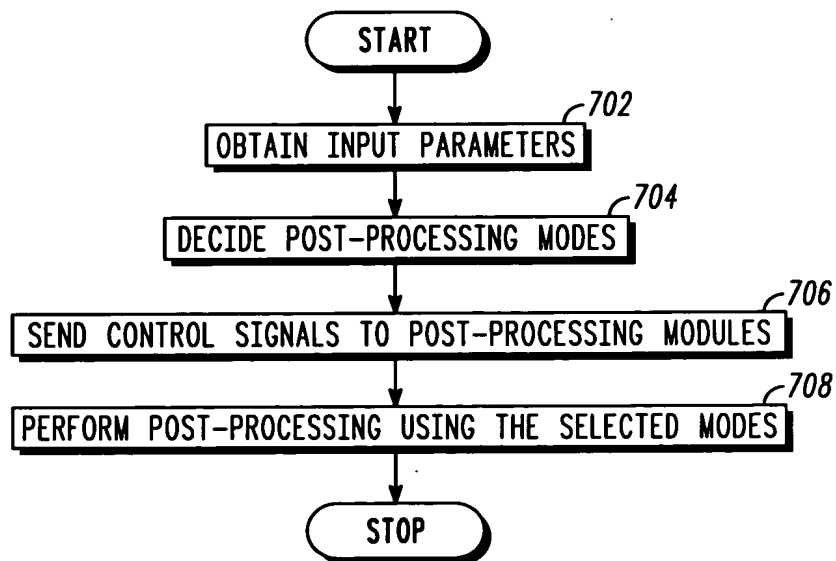 START
702
OBTAIN INPUT PARAMETERS
704
DECIDE POST-PROCESSING MODES
706
SEND CONTROL SIGNALS TO POST-PROCESSING MODULES
708
PERFORM POST-PROCESSING USING THE SELECTED MODES
STOP